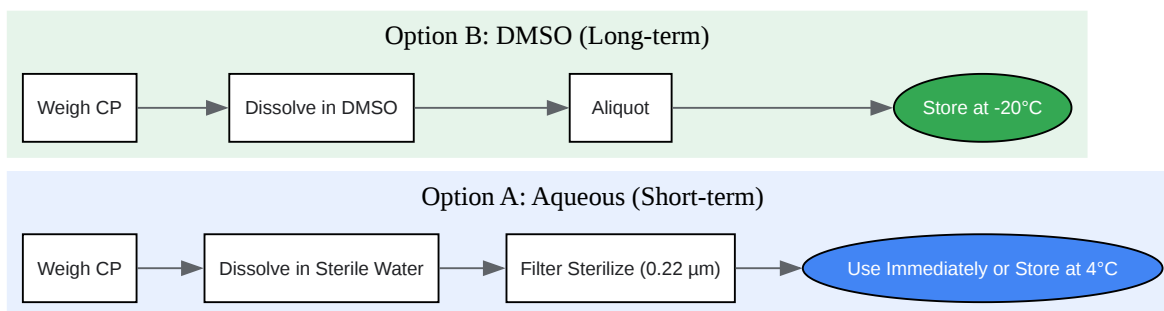 Option B: DMSO (Long-term)
Weigh CP
Dissolve in DMSO
Aliquot
Store at -20°C
Option A: Aqueous (Short-term)
Weigh CP
Dissolve in Sterile Water
Filter Sterilize (0.22 µm)
Use Immediately or Store at 4°C